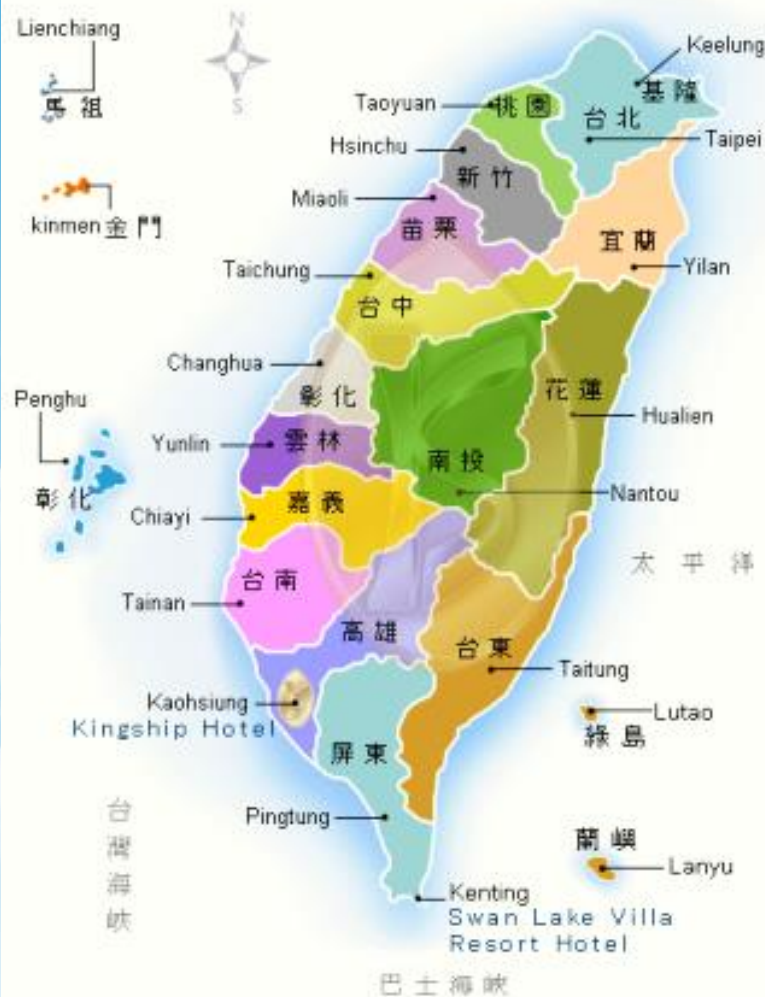 N
S
Lienchiang
馬祖
kinmen 金門
Keelung
基隆
台北
Taipei
Taoyuan
桃園
Hsinchu
新竹
Miaoli
苗栗
宜蘭
Yilan
Taichung
台中
Changhua
彰化
花蓮
Hualien
Penghu
彰化
Yunlin
雲林
南投
Nantou
Chiayi
嘉義
太平洋
Tainan
台南
高雄
台東
Taitung
Kaohsiung
Kingship Hotel
Lutao
綠島
屏東
Pingtung
台灣海峽
蘭嶼
Lanyu
Kenting
Swan Lake Villa
Resort Hotel
巴士海峽